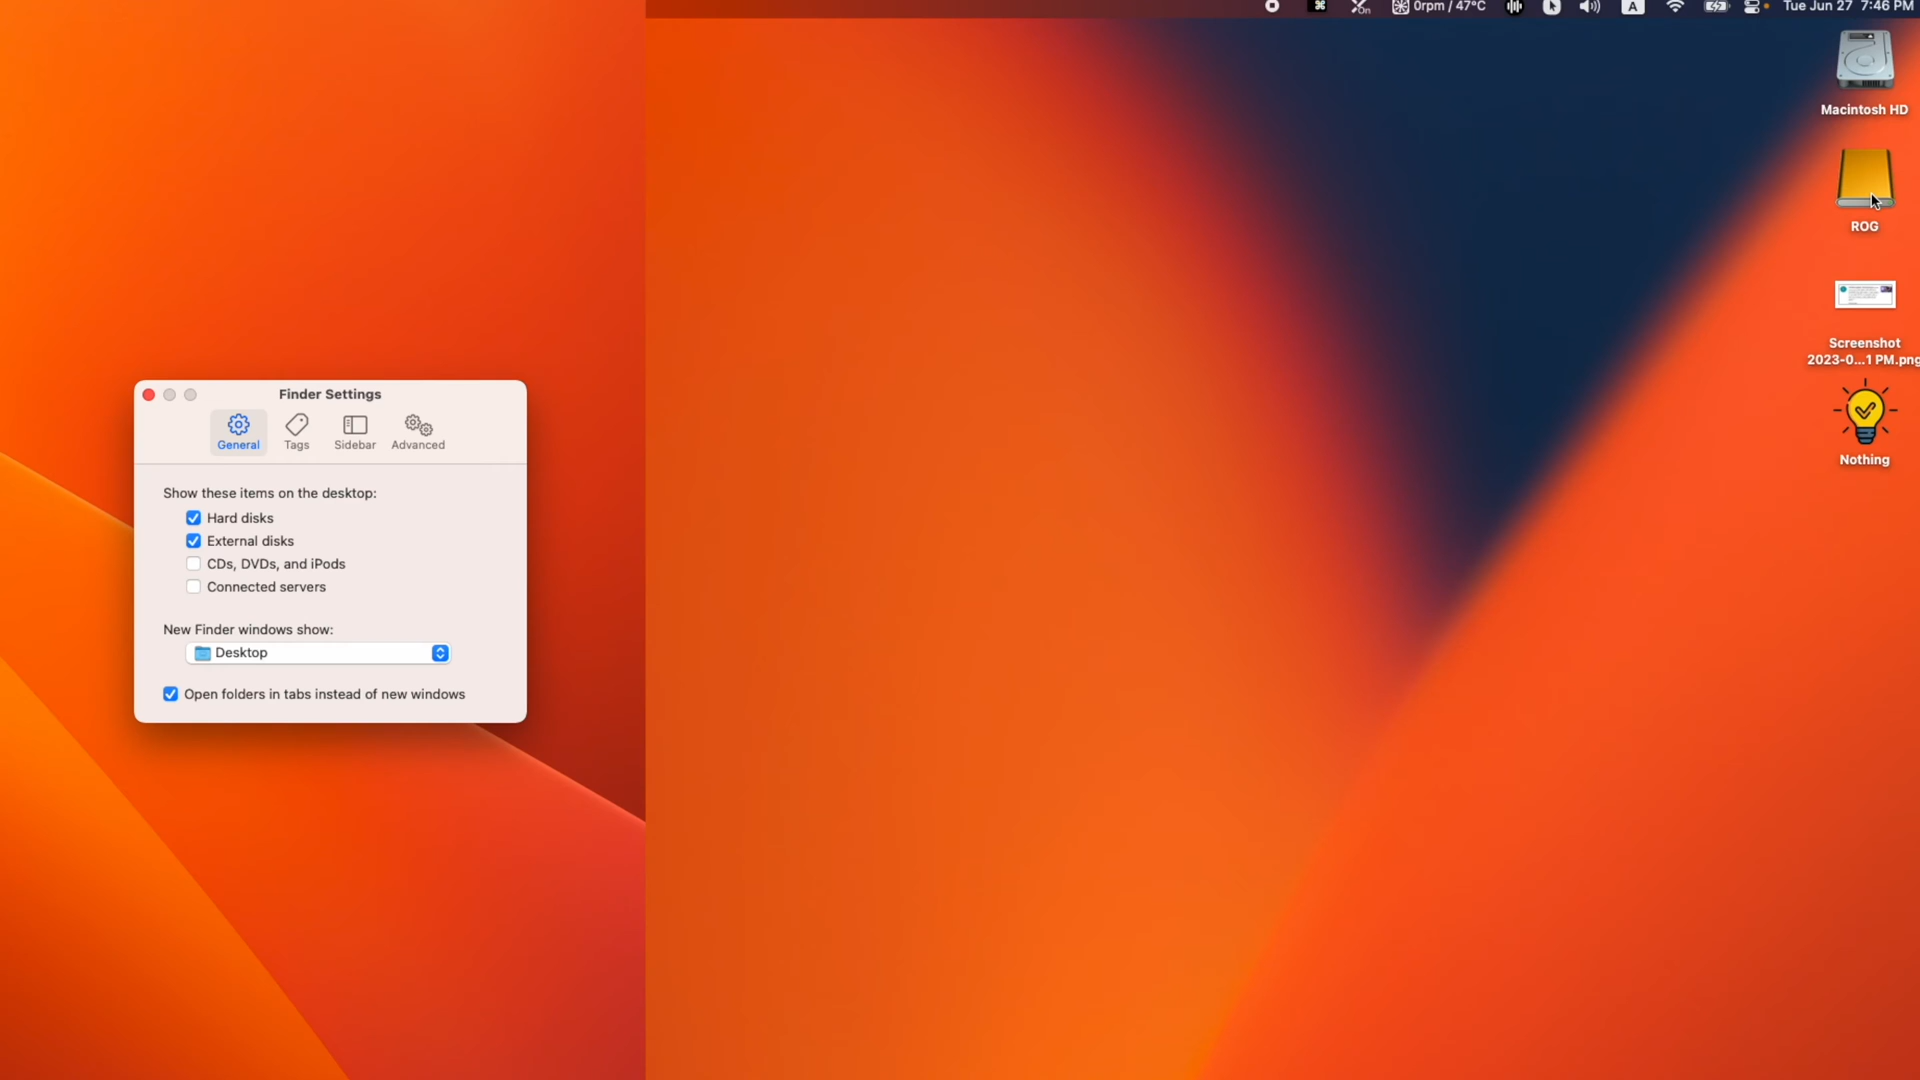 0rpm / 47°C A Tue Jun 27 7:46 PM
Macintosh HD
ROG
Screenshot
2023-0...1 PM.png
Nothing
Finder Settings
General Tags Sidebar Advanced
Show these items on the desktop:
Hard disks
External disks
CDs, DVDs, and iPods
Connected servers
New Finder windows show:
Desktop
Open folders in tabs instead of new windows